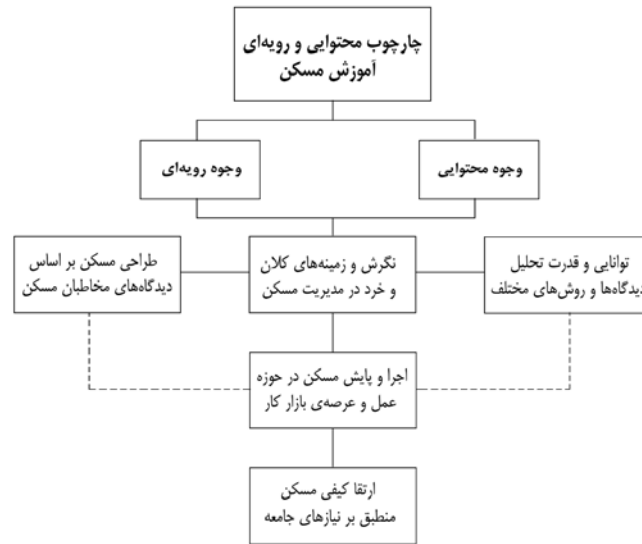 چارچوب محتوایی و رویه‌ای
آموزش مسکن
وجوه محتوایی
وجوه رویه‌ای
توانایی و قدرت تحلیل
دیدگاه‌ها و روش‌های مختلف
نگرش و زمینه‌های کلان
و خرد در مدیریت مسکن
طراحی مسکن بر اساس
دیدگاه‌های مخاطبان مسکن
اجرا و پایش مسکن در حوزه
عمل و عرصه‌ی بازار کار
ارتقا کیفی مسکن
منطبق بر نیازهای جامعه